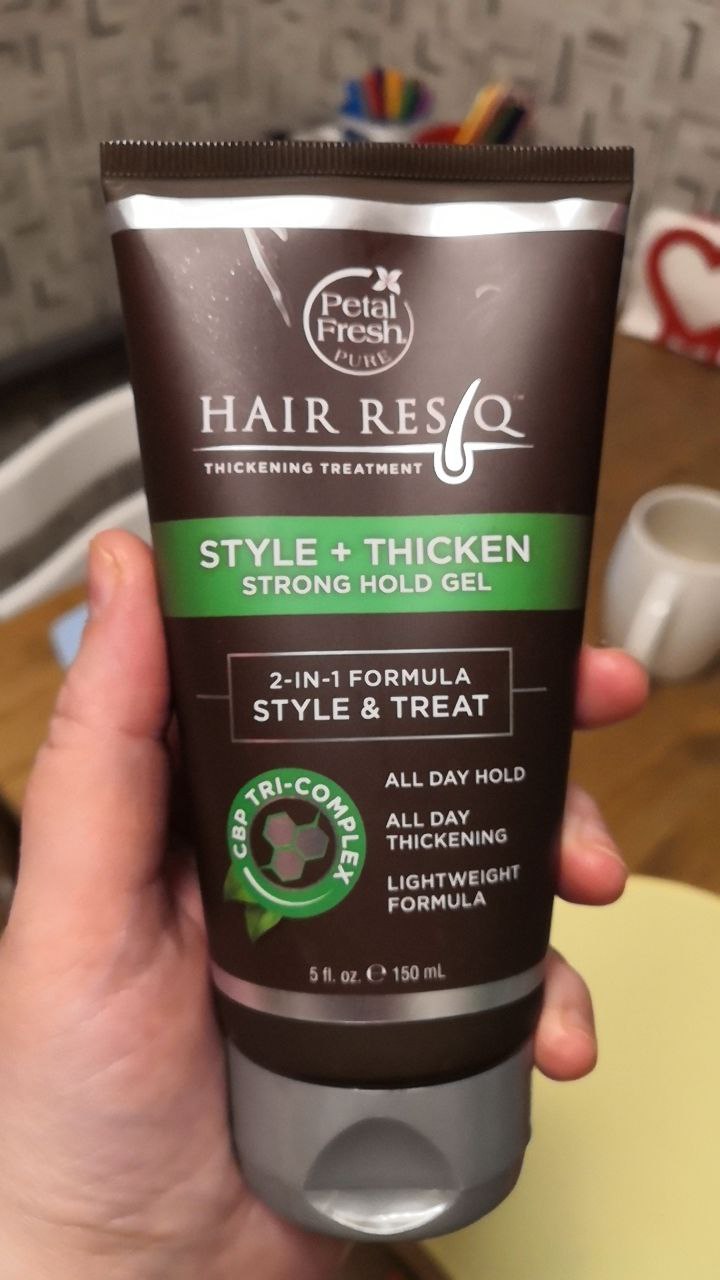 Petal
Fresh
PURE
HAIR RESQ™
THICKENING TREATMENT
STYLE + THICKEN
STRONG HOLD GEL
2-IN-1 FORMULA
STYLE & TREAT
CBP TRI-COMPLEX
ALL DAY HOLD
ALL DAY
THICKENING
LIGHTWEIGHT
FORMULA
5 fl. oz. ℮ 150 mL